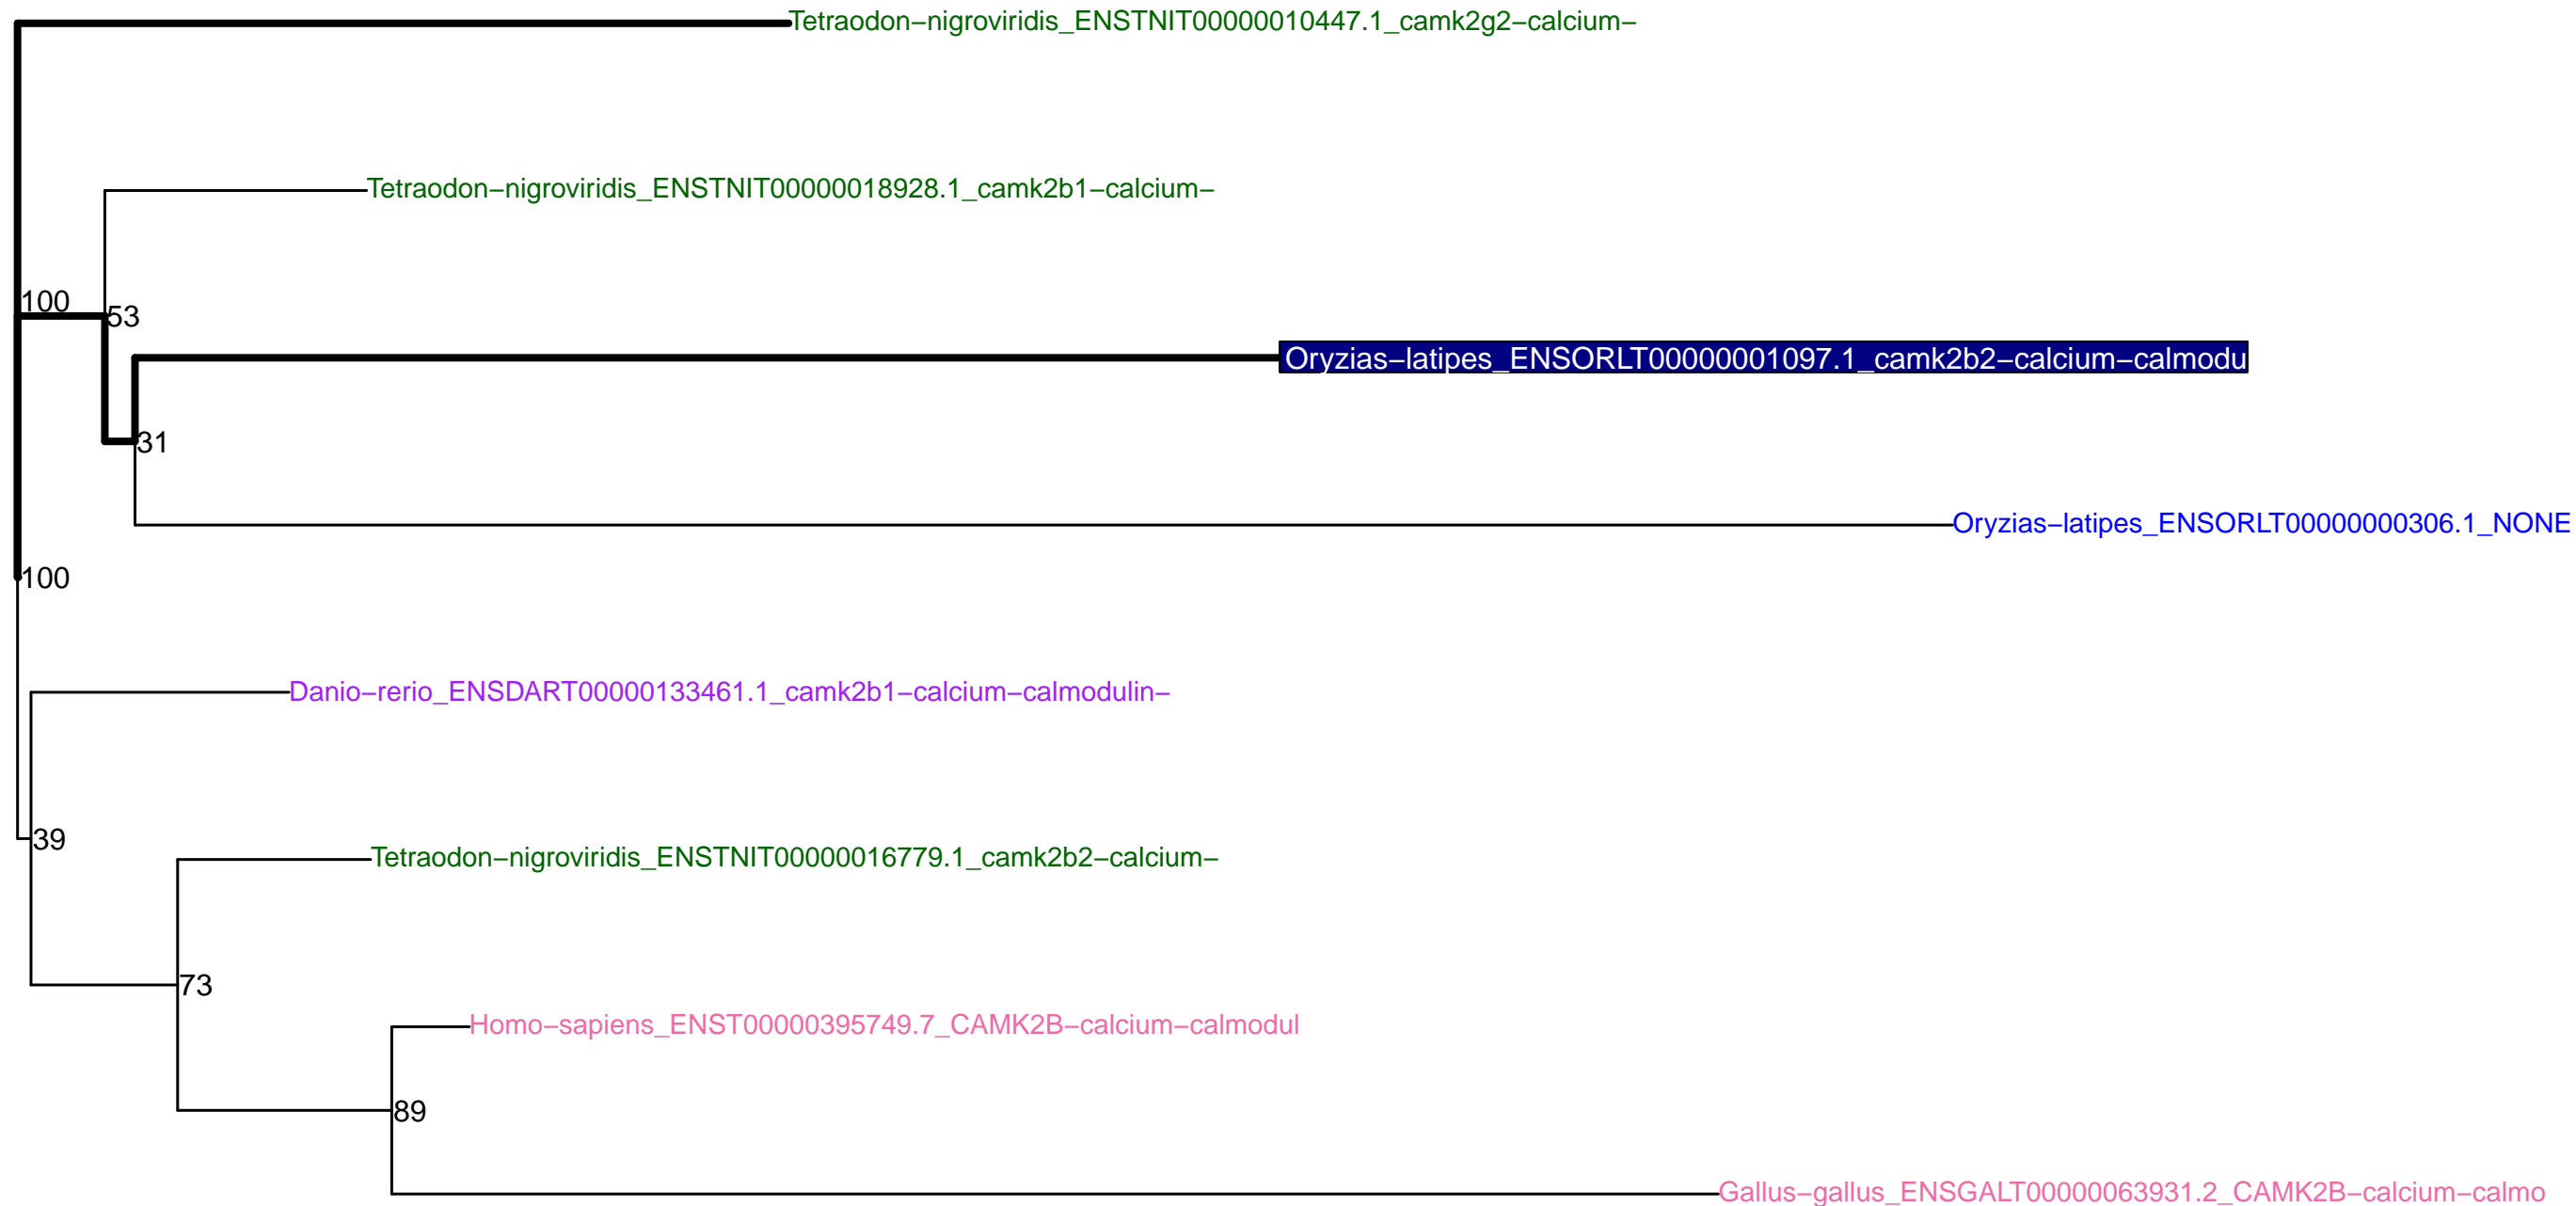 Tetraodon−nigroviridis_ENSTNIT00000010447.1_camk2g2−calcium−
Tetraodon−nigroviridis_ENSTNIT00000018928.1_camk2b1−calcium−
100
53
Oryzias−latipes_ENSORLT00000001097.1_camk2b2−calcium−calmodu
31
Oryzias−latipes_ENSORLT00000000306.1_NONE
100
Danio−rerio_ENSDART00000133461.1_camk2b1−calcium−calmodulin−
39
Tetraodon−nigroviridis_ENSTNIT00000016779.1_camk2b2−calcium−
73
Homo−sapiens_ENST00000395749.7_CAMK2B−calcium−calmodul
89
Gallus−gallus_ENSGALT00000063931.2_CAMK2B−calcium−calmo